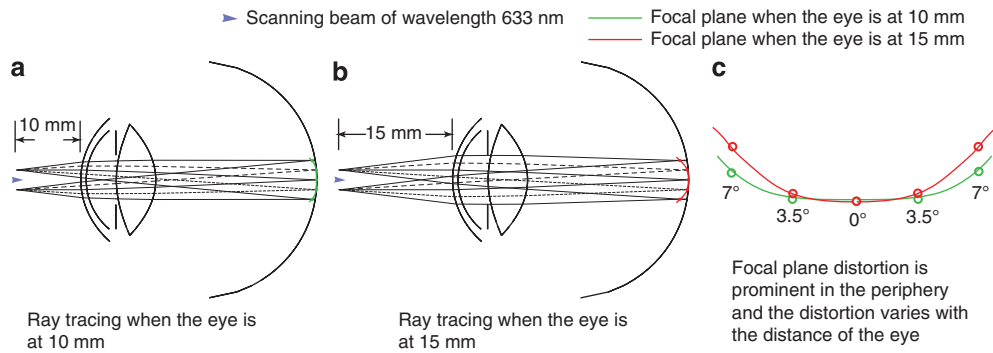 Scanning beam of wavelength 633 nm
Focal plane when the eye is at 10 mm
Focal plane when the eye is at 15 mm
a
10 mm
Ray tracing when the eye is
at 10 mm
b
15 mm
Ray tracing when the eye is
at 15 mm
c
7°
3.5°
0°
3.5°
7°
Focal plane distortion is
prominent in the periphery
and the distortion varies with
the distance of the eye